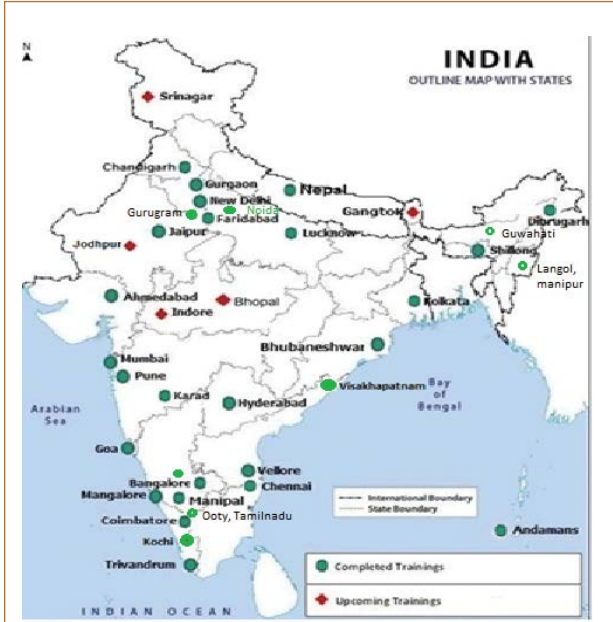 N
INDIA
OUTLINE MAP WITH STATES
Srinagar
Chandigarh
Gurgaon
Nepal
New Delhi
Gurugram
Noida
Faridabad
Gangtok
Dibrugarh
Guwahati
Jaipur
Lucknow
Jodhpur
Shillong
Langol,
manipur
Ahmedabad
Bhopal
Kolkata
Indore
Bhubaneshwar
Mumbai
Pune
Visakhapatnam
Bay
of
Bengal
Karad
Hyderabad
Arabian
Sea
Goa
Vellore
Bangalore
Chennai
Mangalore
Manipal
International Boundary
State Boundary
Ooty, Tamilnadu
Coimbatore
Andamans
Kochi
Trivandrum
Completed Trainings
Upcoming Trainings
INDIAN OCEAN